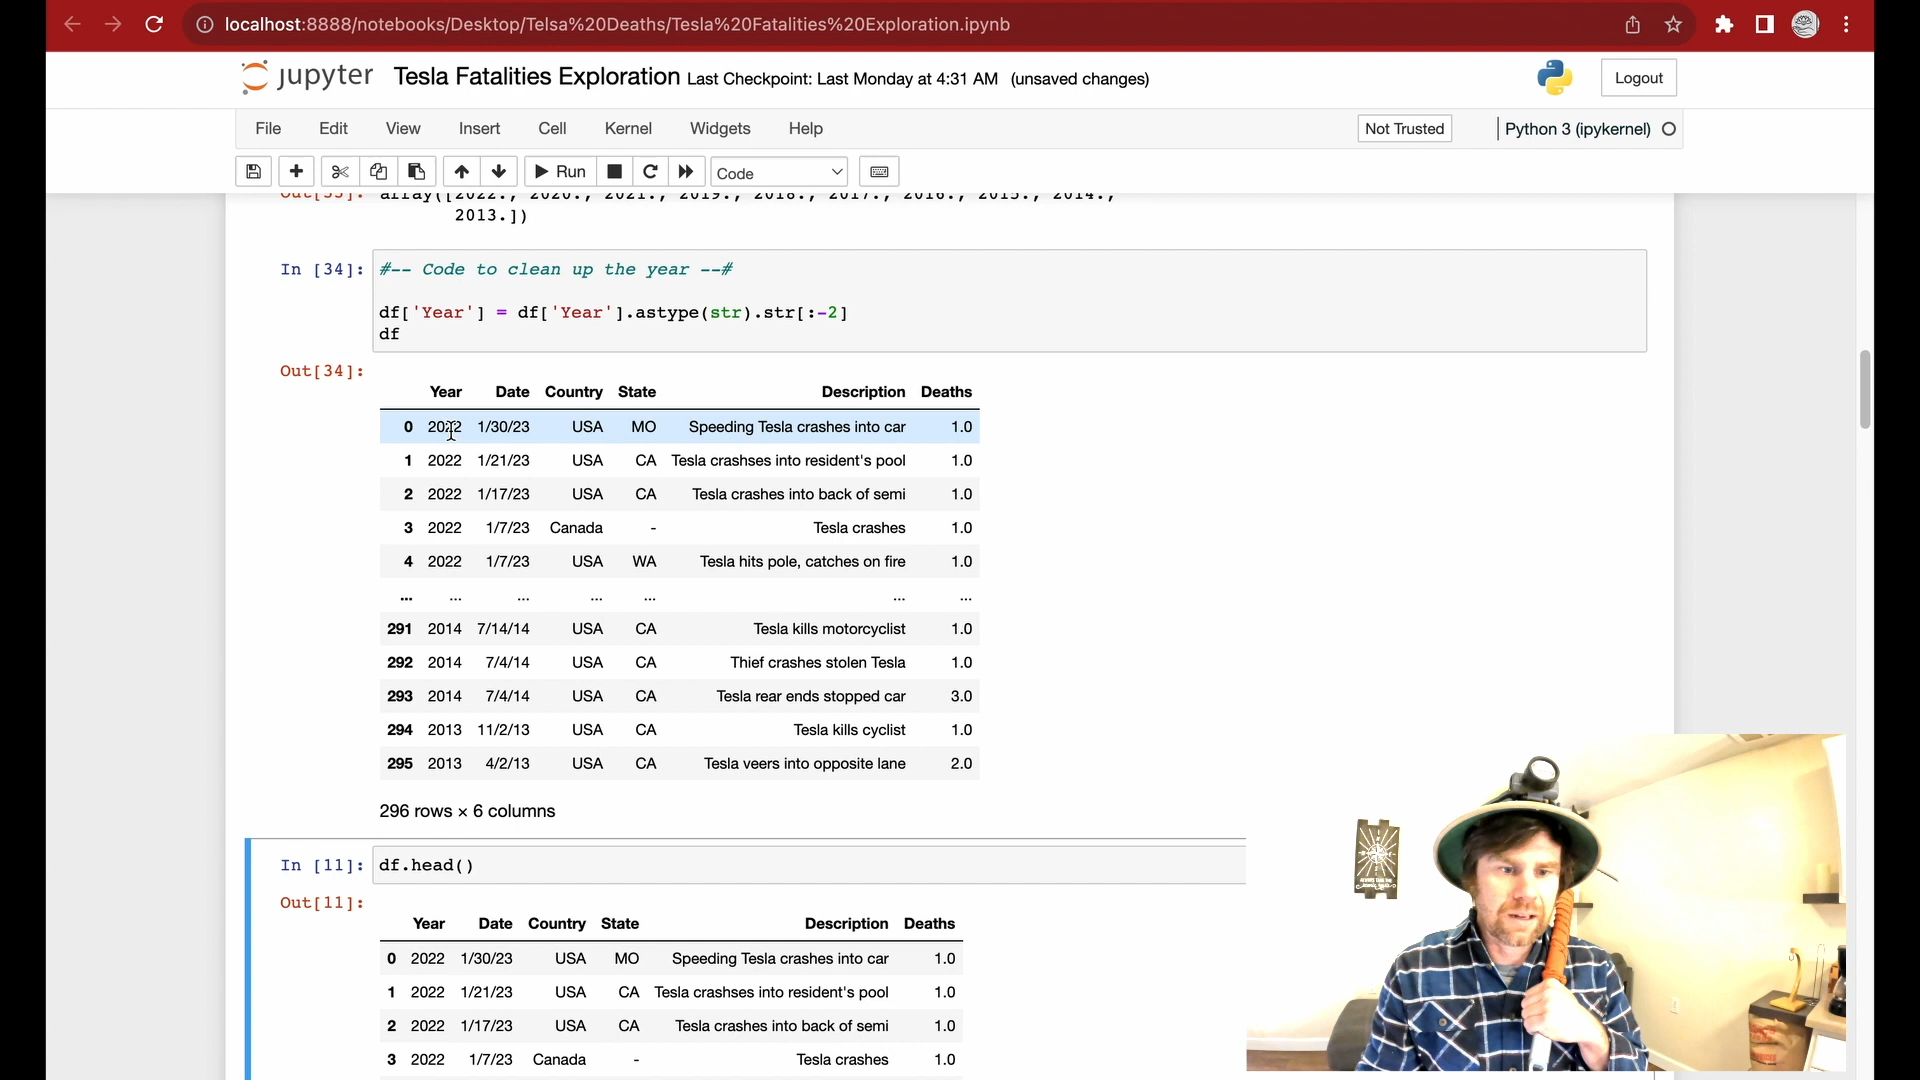 localhost:8888/notebooks/Desktop/Telsa%20Deaths/Tesla%20Fatalities%20Exploration.ipynb
jupyter Tesla Fatalities Exploration Last Checkpoint: Last Monday at 4:31 AM (unsaved changes) Logout
File Edit View Insert Cell Kernel Widgets Help Not Trusted Python 3 (ipykernel)
Run Code
Out[33]: array([2022., 2020., 2021., 2019., 2018., 2017., 2016., 2015., 2014.,
2013.])
In [34]: #-- Code to clean up the year --#
df['Year'] = df['Year'].astype(str).str[:-2]
df
Out[34]:
Year Date Country State Description Deaths
0 2022 1/30/23 USA MO Speeding Tesla crashes into car 1.0
1 2022 1/21/23 USA CA Tesla crashses into resident's pool 1.0
2 2022 1/17/23 USA CA Tesla crashes into back of semi 1.0
3 2022 1/7/23 Canada - Tesla crashes 1.0
4 2022 1/7/23 USA WA Tesla hits pole, catches on fire 1.0
... ... ... ... ... ... ...
291 2014 7/14/14 USA CA Tesla kills motorcyclist 1.0
292 2014 7/4/14 USA CA Thief crashes stolen Tesla 1.0
293 2014 7/4/14 USA CA Tesla rear ends stopped car 3.0
294 2013 11/2/13 USA CA Tesla kills cyclist 1.0
295 2013 4/2/13 USA CA Tesla veers into opposite lane 2.0
296 rows × 6 columns
In [11]: df.head()
Out[11]:
Year Date Country State Description Deaths
0 2022 1/30/23 USA MO Speeding Tesla crashes into car 1.0
1 2022 1/21/23 USA CA Tesla crashses into resident's pool 1.0
2 2022 1/17/23 USA CA Tesla crashes into back of semi 1.0
3 2022 1/7/23 Canada - Tesla crashes 1.0